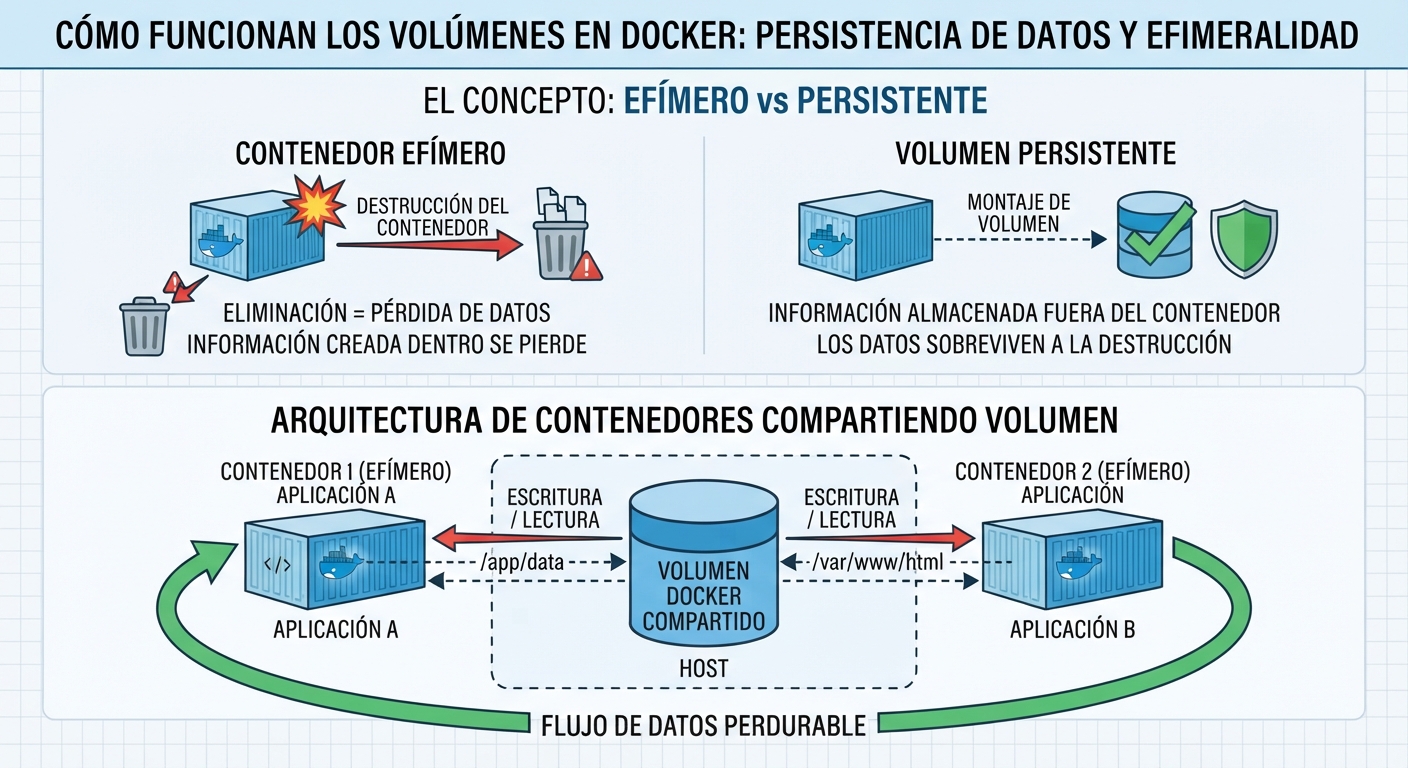 CÓMO FUNCIONAN LOS VOLÚMENES EN DOCKER: PERSISTENCIA DE DATOS Y EFIMERALIDAD
EL CONCEPTO: EFÍMERO vs PERSISTENTE
CONTENEDOR EFÍMERO
DESTRUCCIÓN DEL
CONTENEDOR
ELIMINACIÓN = PÉRDIDA DE DATOS
INFORMACIÓN CREADA DENTRO SE PIERDE
VOLUMEN PERSISTENTE
MONTAJE DE
VOLUMEN
INFORMACIÓN ALMACENADA FUERA DEL CONTENEDOR
LOS DATOS SOBREVIVEN A LA DESTRUCCIÓN
ARQUITECTURA DE CONTENEDORES COMPARTIENDO VOLUMEN
CONTENEDOR 1 (EFÍMERO)
APLICACIÓN A
</>
APLICACIÓN A
ESCRITURA
/ LECTURA
/app/data
VOLUMEN
DOCKER
COMPARTIDO
HOST
ESCRITURA
/ LECTURA
/var/www/html
CONTENEDOR 2 (EFÍMERO)
APLICACIÓN
APLICACIÓN B
FLUJO DE DATOS PERDURABLE